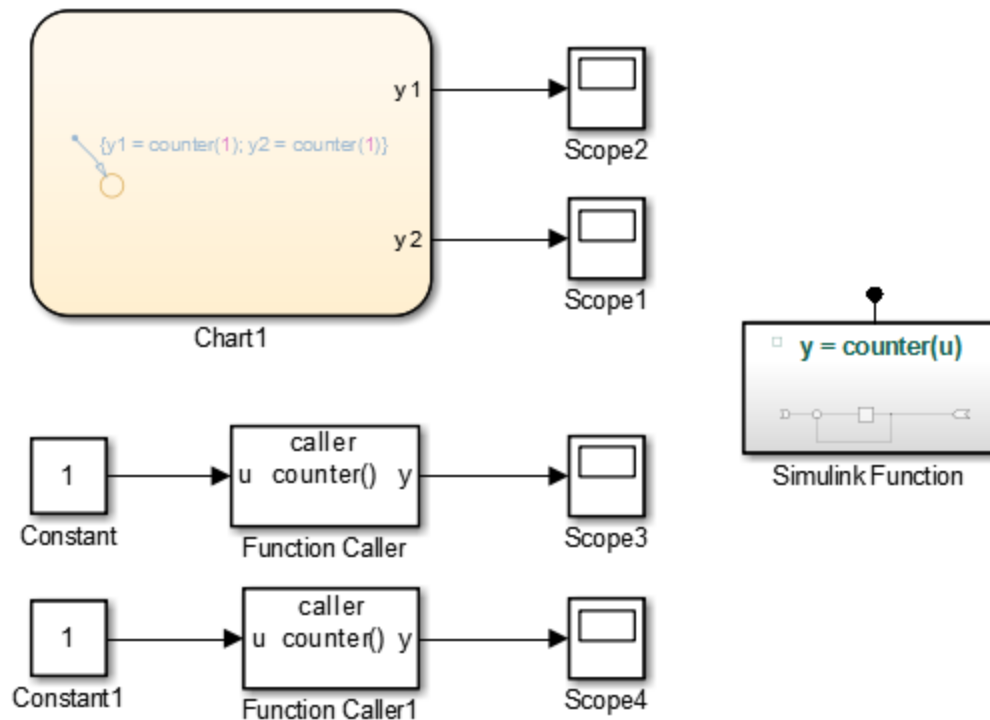 y1
Scope2
{y1 = counter(1); y2 = counter(1)}
y2
Scope1
Chart1
y = counter(u)
Simulink Function
1
Constant
caller
u counter() y
Function Caller
Scope3
1
Constant1
caller
u counter() y
Function Caller1
Scope4